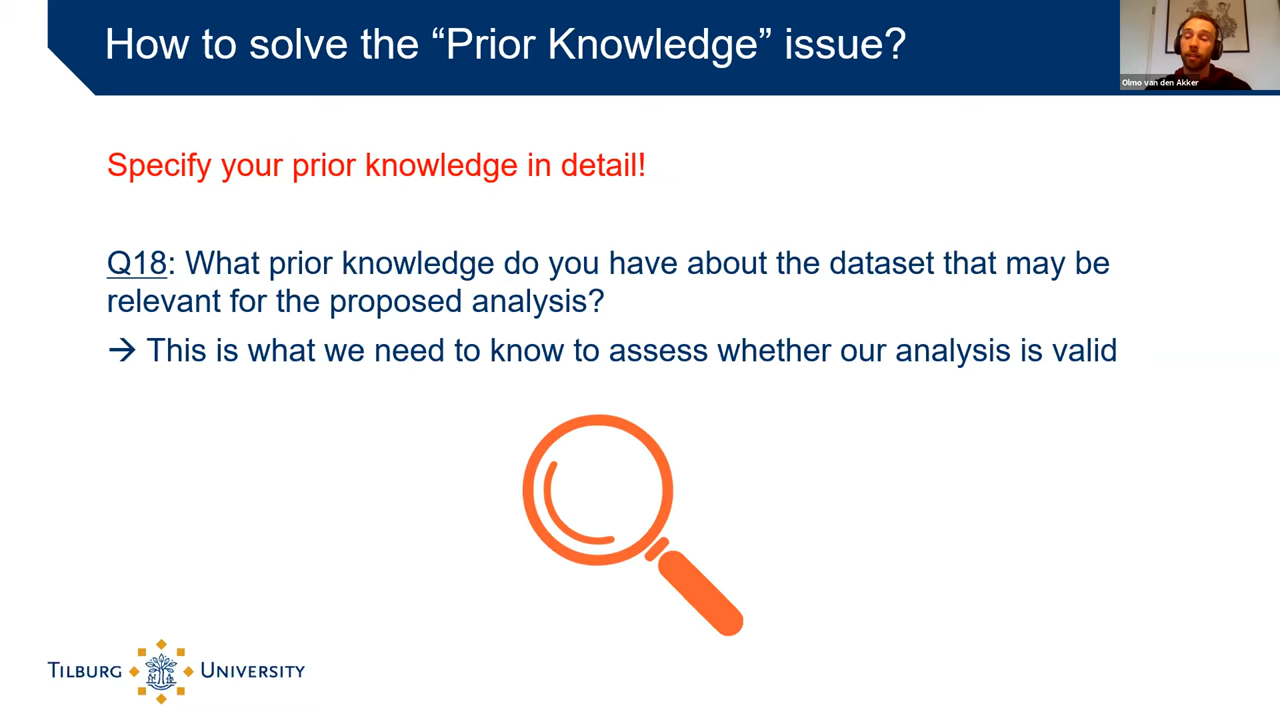 How to solve the “Prior Knowledge” issue?
Olmo van den Akker
Specify your prior knowledge in detail!
Q18: What prior knowledge do you have about the dataset that may be
relevant for the proposed analysis?
→ This is what we need to know to assess whether our analysis is valid
TILBURG UNIVERSITY